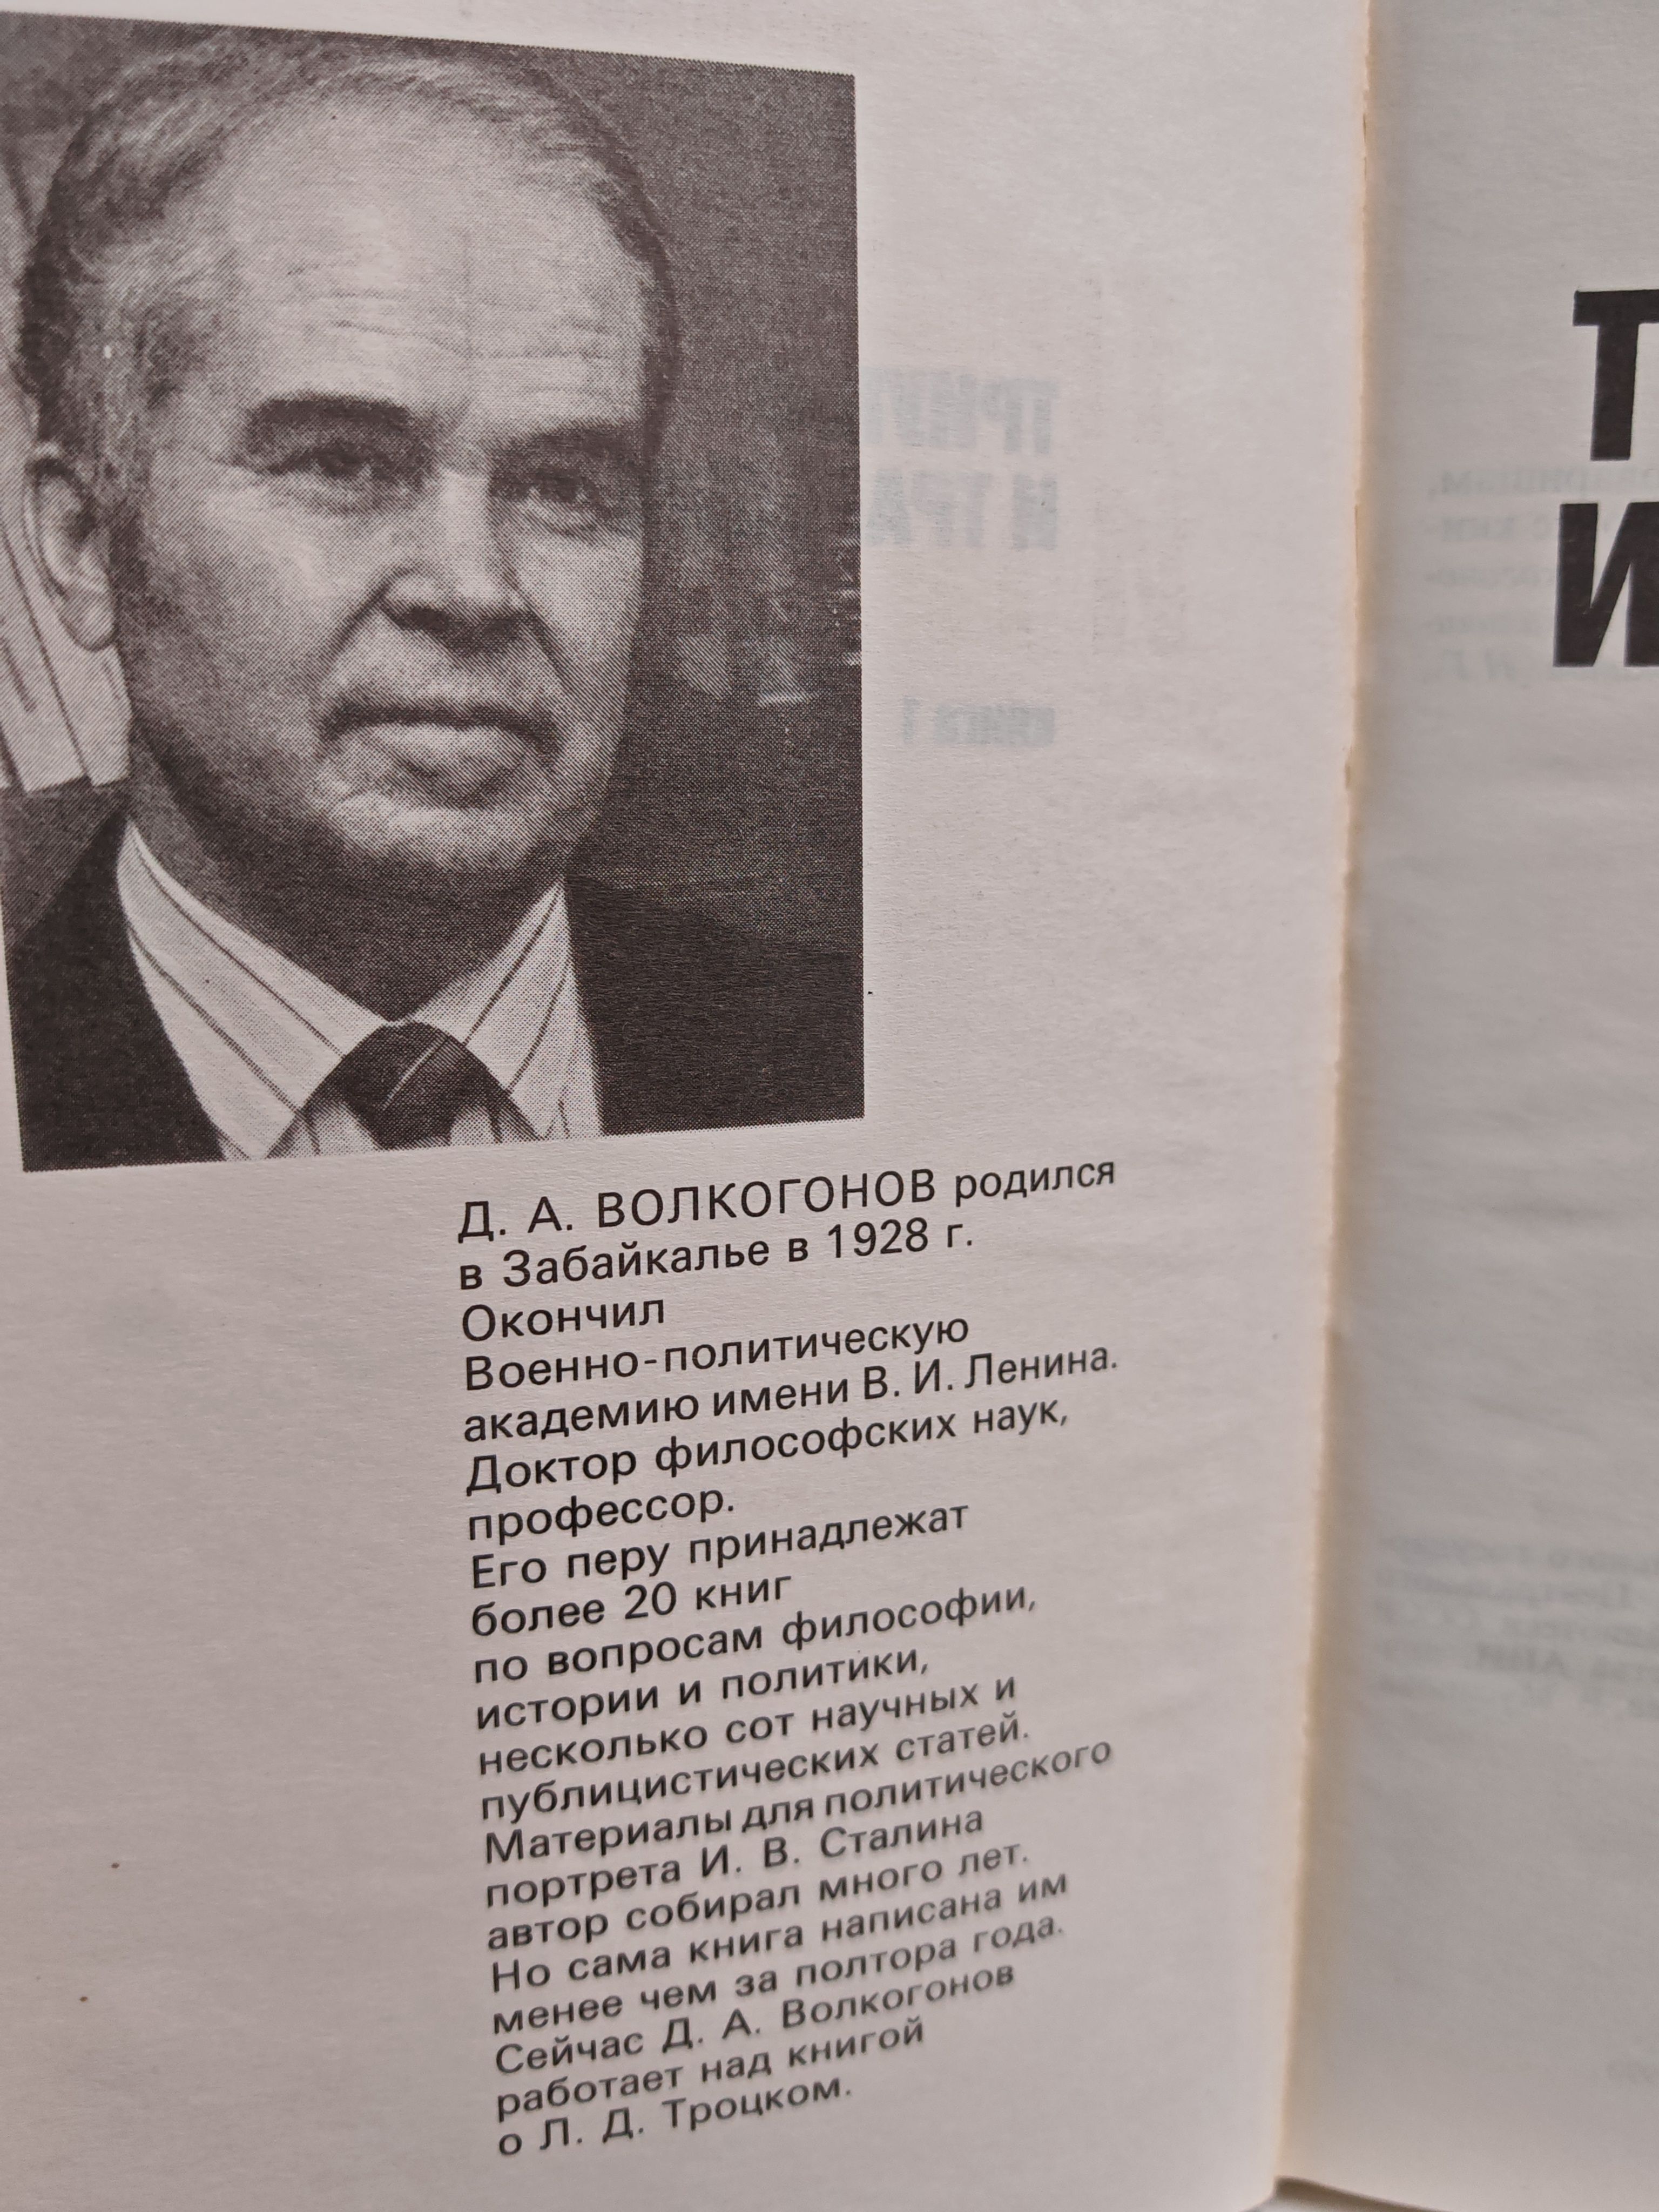 Д. А. ВОЛКОГОНОВ родился
в Забайкалье в 1928 г.
Окончил
Военно-политическую
академию имени В. И. Ленина.
Доктор философских наук,
профессор.
Его перу принадлежат
более 20 книг
по вопросам философии,
истории и политики,
несколько сот научных и
публицистических статей.
Материалы для политического
портрета И. В. Сталина
автор собирал много лет.
Но сама книга написана им
менее чем за полтора года.
Сейчас Д. А. Волкогонов
работает над книгой
о Л. Д. Троцком.
Т
И